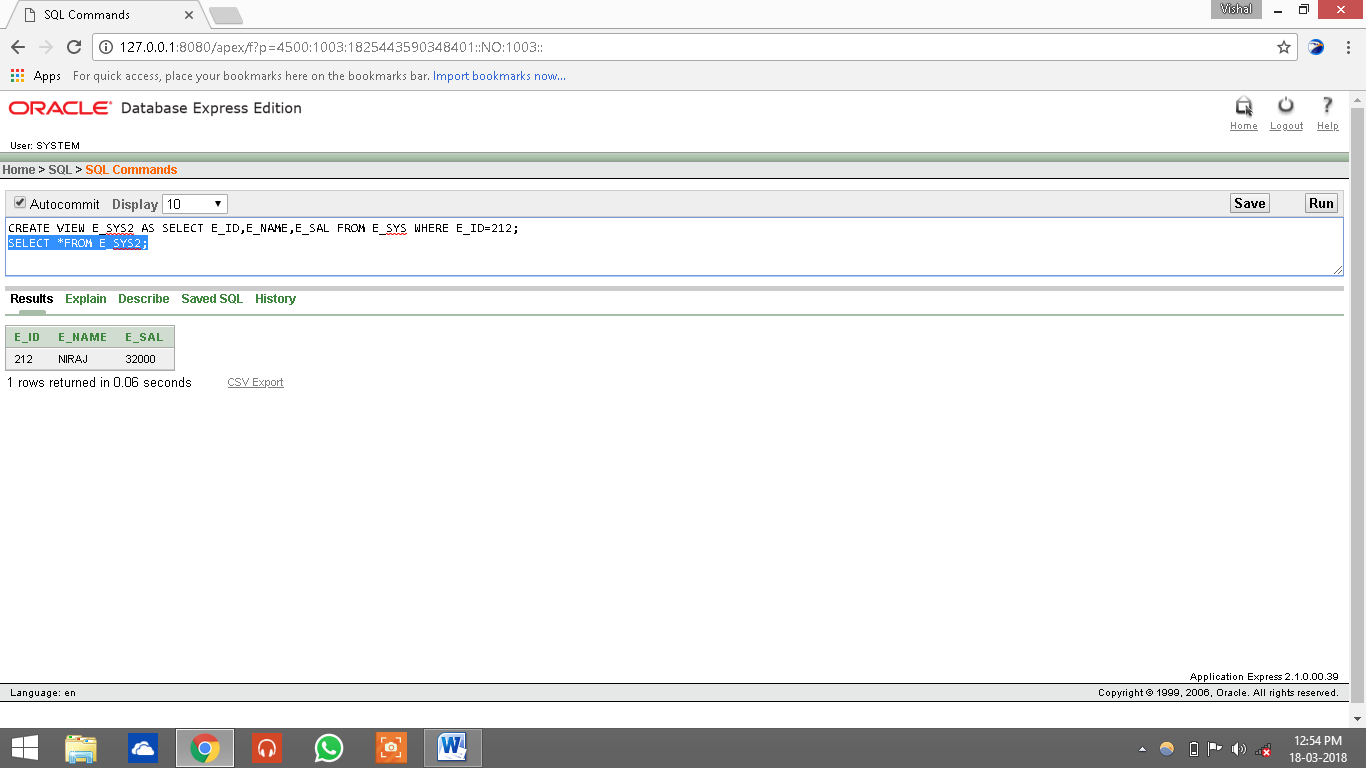 SQL Commands
Vishal
127.0.0.1:8080/apex/f?p=4500:1003:1825443590348401::NO:1003::
Apps For quick access, place your bookmarks here on the bookmarks bar. Import bookmarks now...
ORACLE Database Express Edition
Home Logout Help
User: SYSTEM
Home > SQL > SQL Commands
Autocommit Display 10 Save Run
CREATE VIEW E_SYS2 AS SELECT E_ID,E_NAME,E_SAL FROM E_SYS WHERE E_ID=212;
SELECT *FROM E_SYS2;
Results Explain Describe Saved SQL History
E_ID E_NAME E_SAL
212 NIRAJ 32000
1 rows returned in 0.06 seconds CSV Export
Application Express 2.1.0.00.39
Language: en Copyright © 1999, 2006, Oracle. All rights reserved.
12:54 PM
18-03-2018